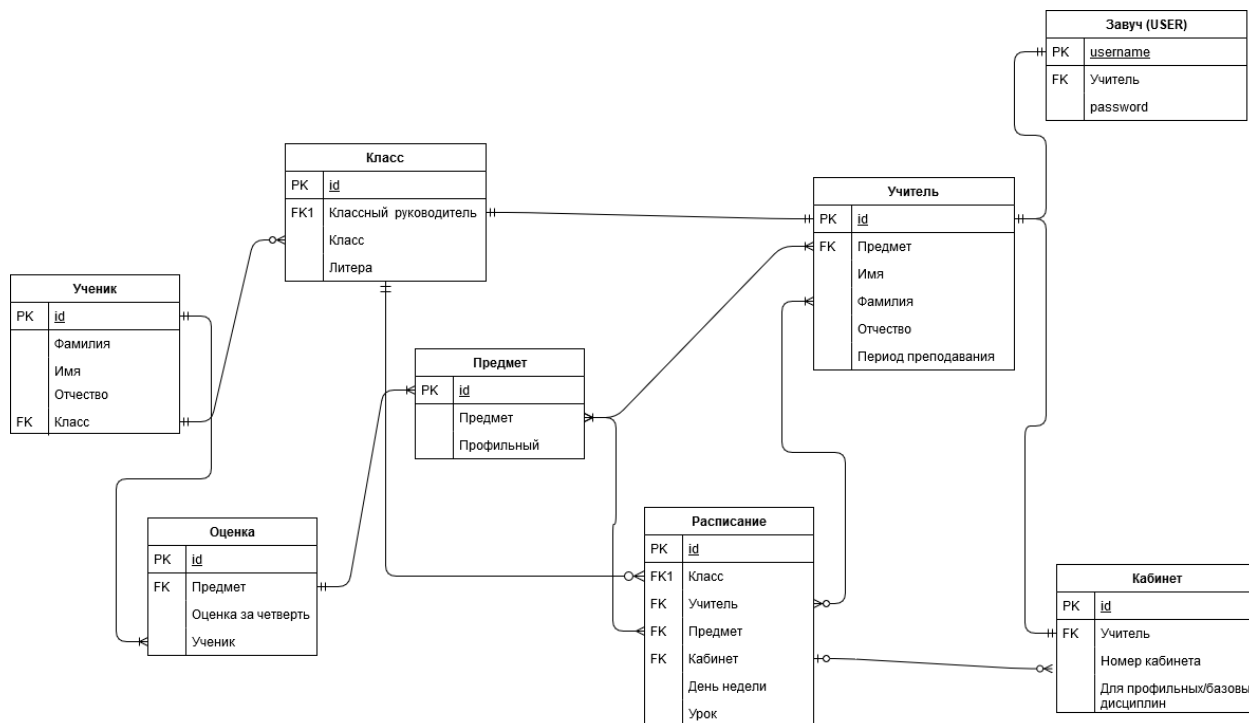 Завуч (USER)
PK username
FK Учитель
password
Класс
PK id
FK1 Классный руководитель
Класс
Литера
Учитель
PK id
FK Предмет
Имя
Фамилия
Отчество
Период преподавания
Ученик
PK id
Фамилия
Имя
Отчество
FK Класс
Предмет
PK id
Предмет
Профильный
Оценка
PK id
FK Предмет
Оценка за четверть
Ученик
Расписание
PK id
FK1 Класс
FK Учитель
FK Предмет
FK Кабинет
День недели
Урок
Кабинет
PK id
FK Учитель
Номер кабинета
Для профильных/базовы
дисциплин